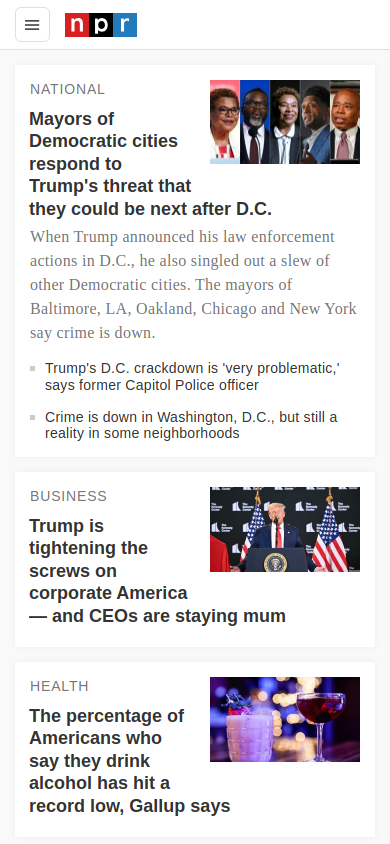 npr
NATIONAL
Mayors of
Democratic cities
respond to
Trump's threat that
they could be next after D.C.
When Trump announced his law enforcement
actions in D.C., he also singled out a slew of
other Democratic cities. The mayors of
Baltimore, LA, Oakland, Chicago and New York
say crime is down.
Trump's D.C. crackdown is 'very problematic,'
says former Capitol Police officer
Crime is down in Washington, D.C., but still a
reality in some neighborhoods
BUSINESS
Trump is
tightening the
screws on
corporate America
— and CEOs are staying mum
HEALTH
The percentage of
Americans who
say they drink
alcohol has hit a
record low, Gallup says